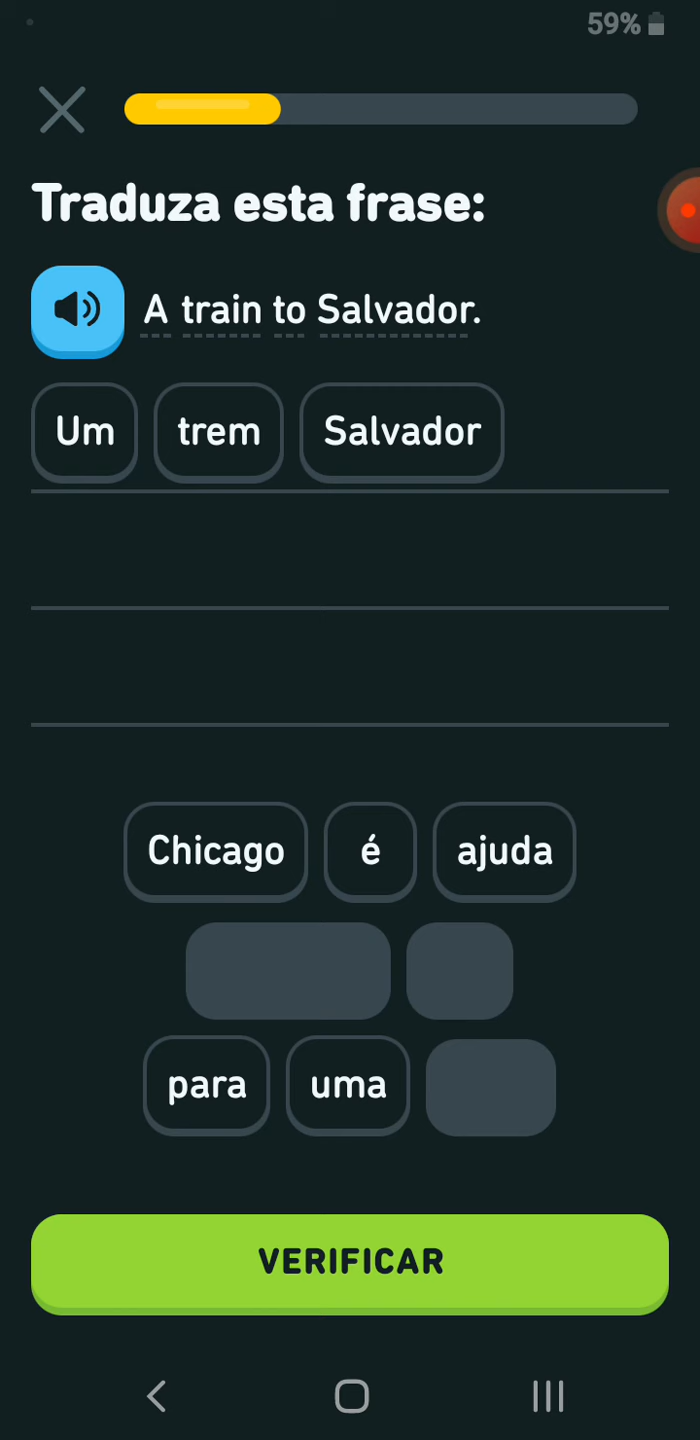 59%
Traduza esta frase:
A train to Salvador.
Um trem Salvador
Chicago é ajuda
para uma
VERIFICAR